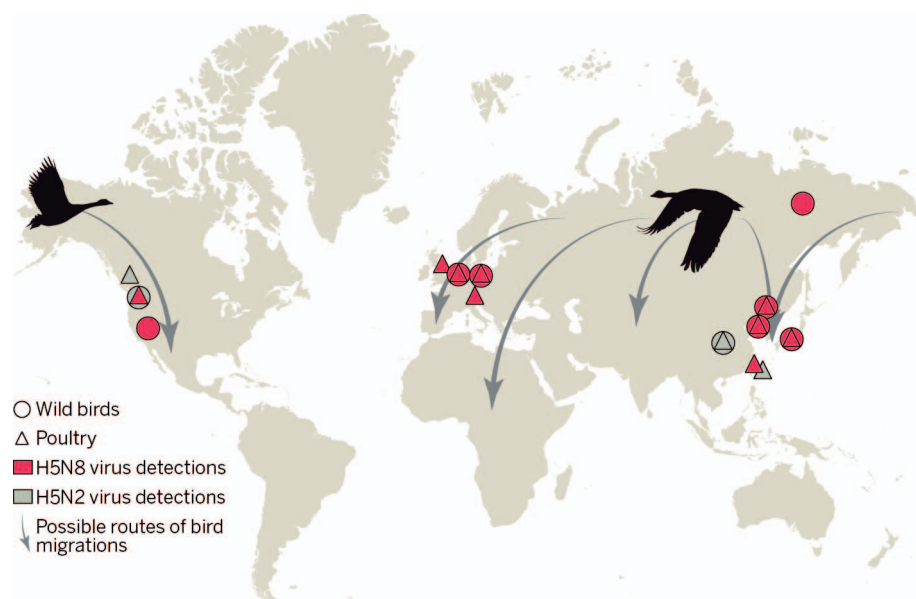 Wild birds
Poultry
H5N8 virus detections
H5N2 virus detections
Possible routes of bird
migrations